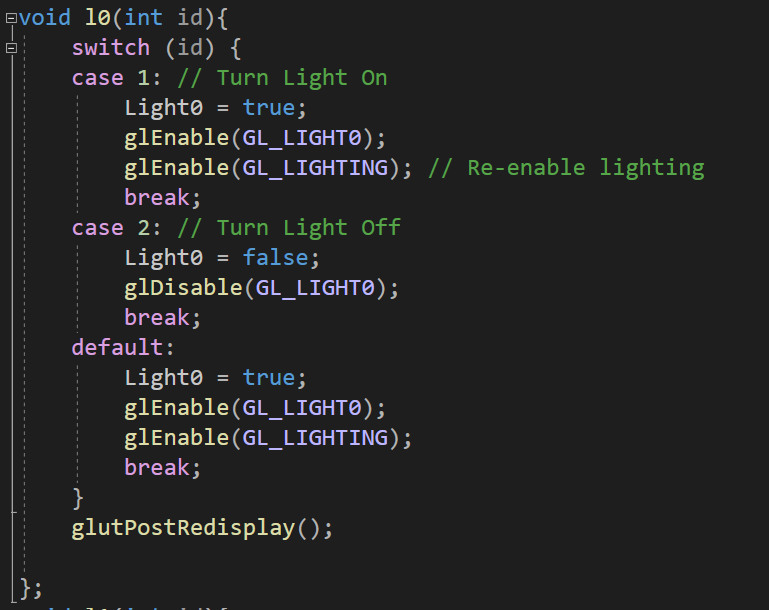 void l0(int id){
switch (id) {
case 1: // Turn Light On
Light0 = true;
glEnable(GL_LIGHT0);
glEnable(GL_LIGHTING); // Re-enable lighting
break;
case 2: // Turn Light Off
Light0 = false;
glDisable(GL_LIGHT0);
break;
default:
Light0 = true;
glEnable(GL_LIGHT0);
glEnable(GL_LIGHTING);
break;
}
glutPostRedisplay();
};